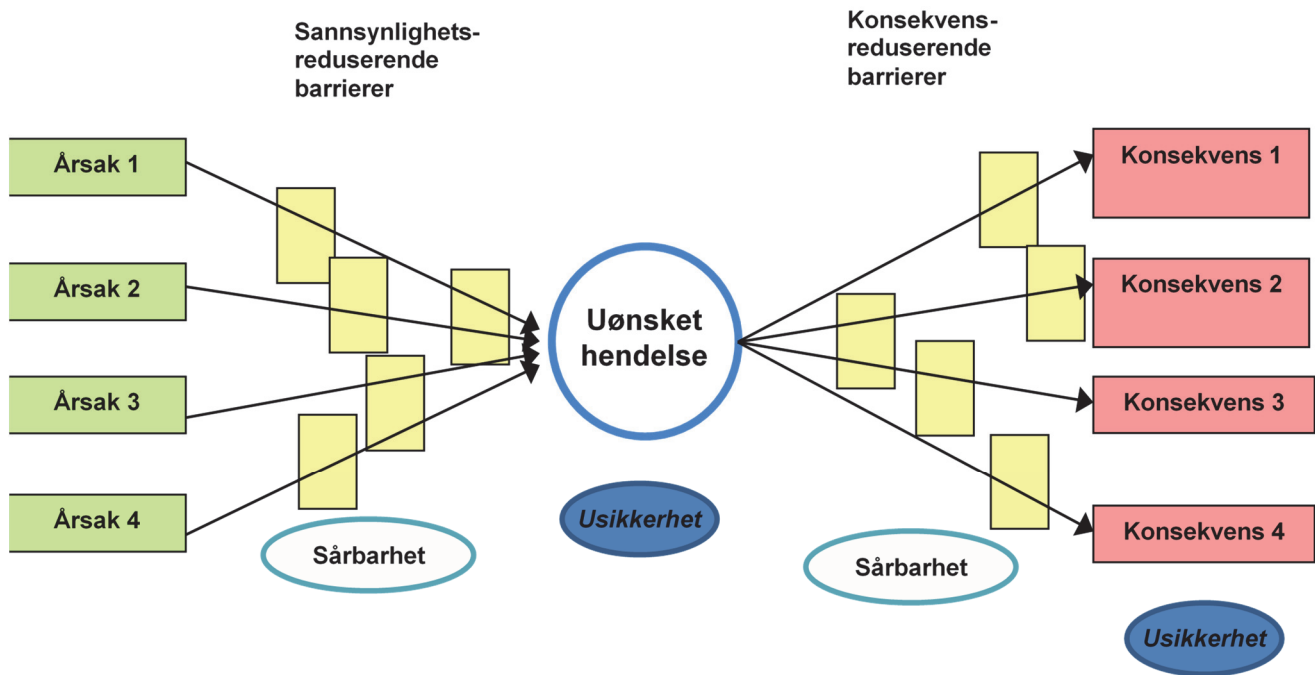 Sannsynlighets-
reduserende
barrierer
Konsekvens-
reduserende
barrierer
Årsak 1
Årsak 2
Årsak 3
Årsak 4
Uønsket
hendelse
Konsekvens 1
Konsekvens 2
Konsekvens 3
Konsekvens 4
Sårbarhet
Usikkerhet
Sårbarhet
Usikkerhet